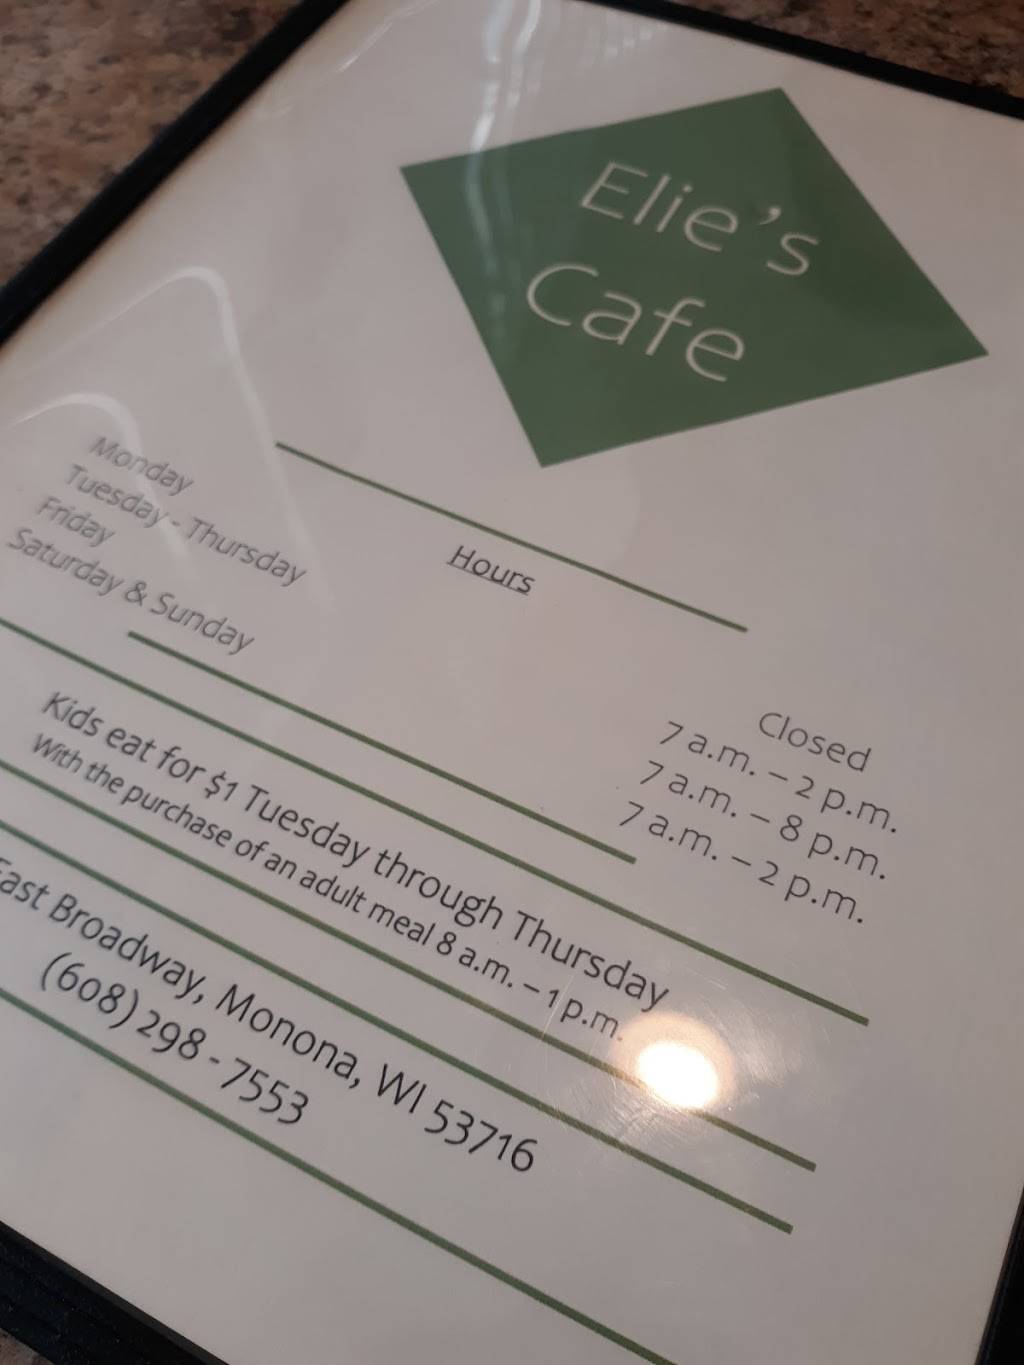 Elie's
Cafe
Hours
Monday Closed
Tuesday - Thursday 7 a.m. – 2 p.m.
Friday 7 a.m. – 8 p.m.
Saturday & Sunday 7 a.m. – 2 p.m.
Kids eat for $1 Tuesday through Thursday
With the purchase of an adult meal 8 a.m. – 1 p.m.
East Broadway, Monona, WI 53716
(608) 298 - 7553